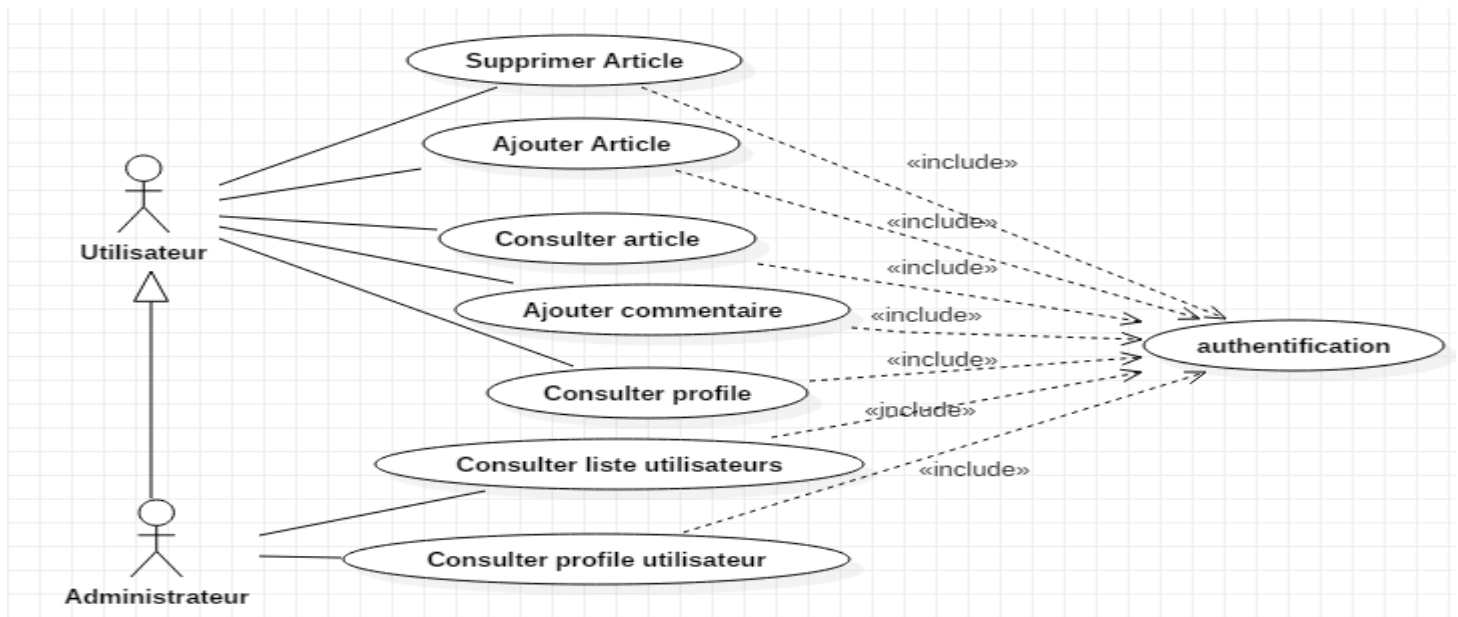 Supprimer Article
Ajouter Article
«include»
Utilisateur
«include»
Consulter article
«include»
Ajouter commentaire
«include»
authentification
«include»
Consulter profile
«include»
Consulter liste utilisateurs
«include»
Consulter profile utilisateur
Administrateur